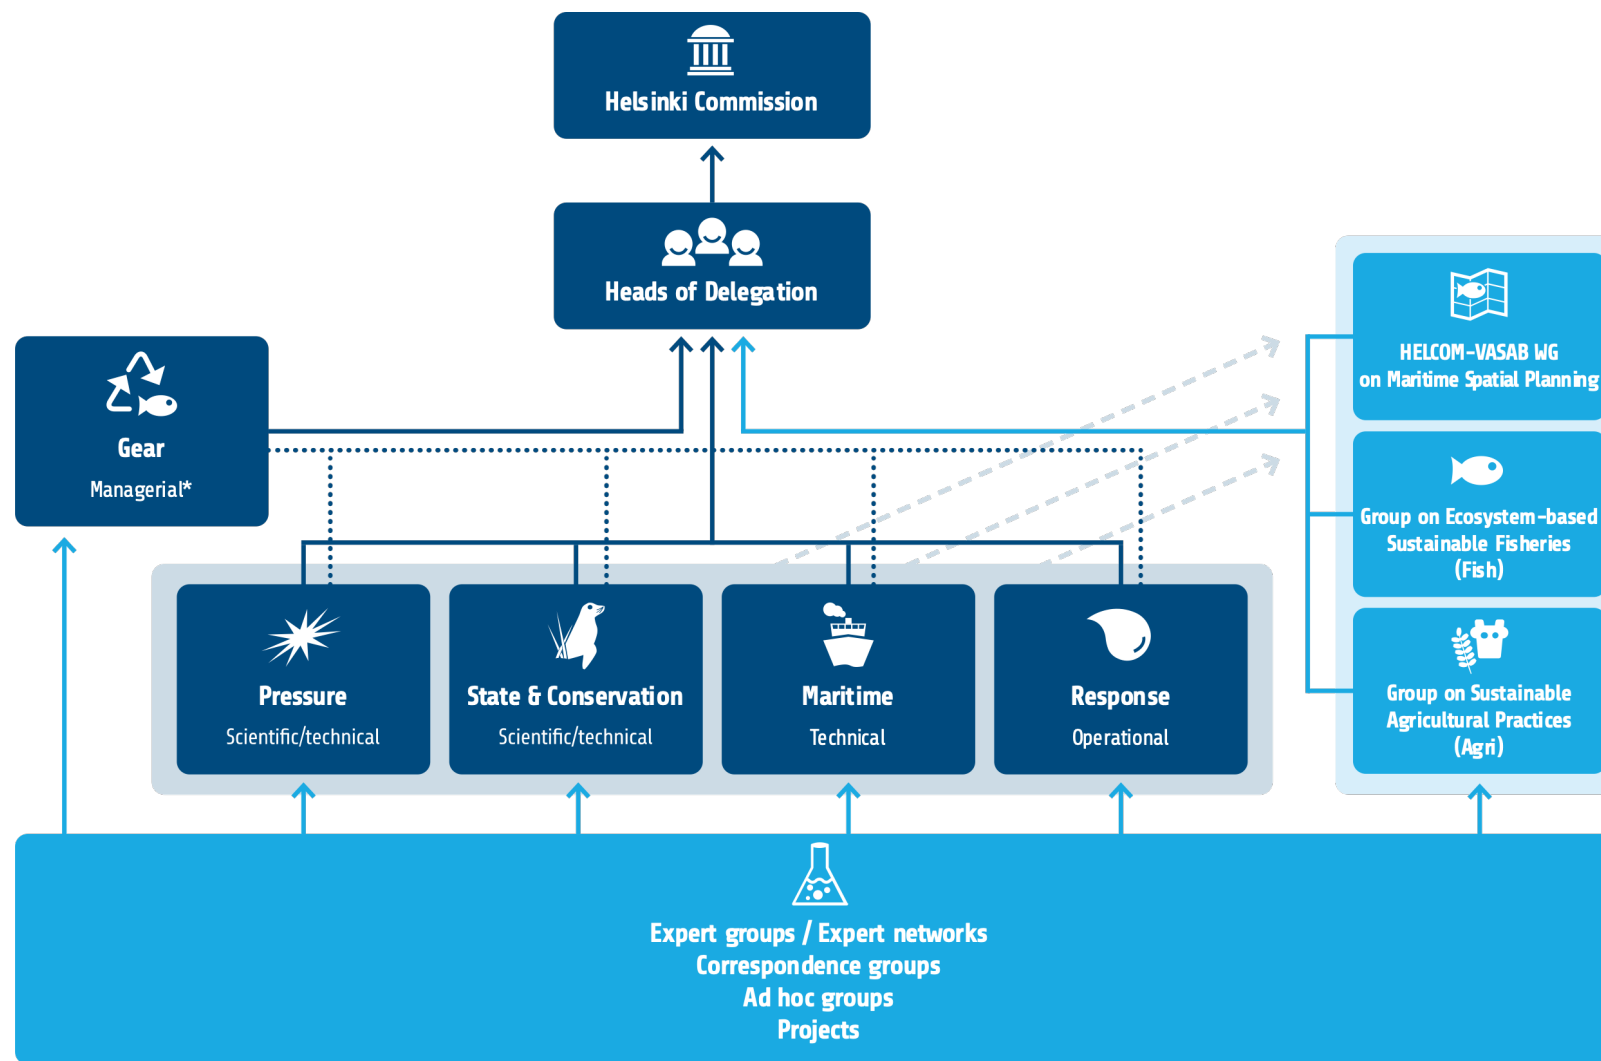 Helsinki Commission
Heads of Delegation
Gear
Managerial*
HELCOM-VASAB WG
on Maritime Spatial Planning
Group on Ecosystem-based
Sustainable Fisheries
(Fish)
Group on Sustainable
Agricultural Practices
(Agri)
Pressure
Scientific/technical
State & Conservation
Scientific/technical
Maritime
Technical
Response
Operational
Expert groups / Expert networks
Correspondence groups
Ad hoc groups
Projects